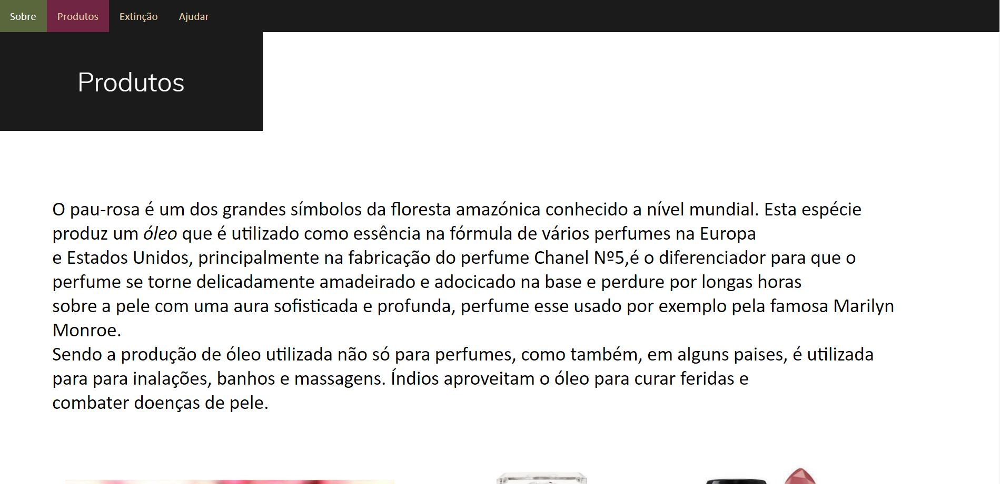 Sobre Produtos Extinção Ajudar
Produtos
O pau-rosa é um dos grandes símbolos da floresta amazónica conhecido a nível mundial. Esta espécie
produz um óleo que é utilizado como essência na fórmula de vários perfumes na Europa
e Estados Unidos, principalmente na fabricação do perfume Chanel Nº5,é o diferenciador para que o
perfume se torne delicadamente amadeirado e adocicado na base e perdure por longas horas
sobre a pele com uma aura sofisticada e profunda, perfume esse usado por exemplo pela famosa Marilyn
Monroe.
Sendo a produção de óleo utilizada não só para perfumes, como também, em alguns paises, é utilizada
para para inalações, banhos e massagens. Índios aproveitam o óleo para curar feridas e
combater doenças de pele.